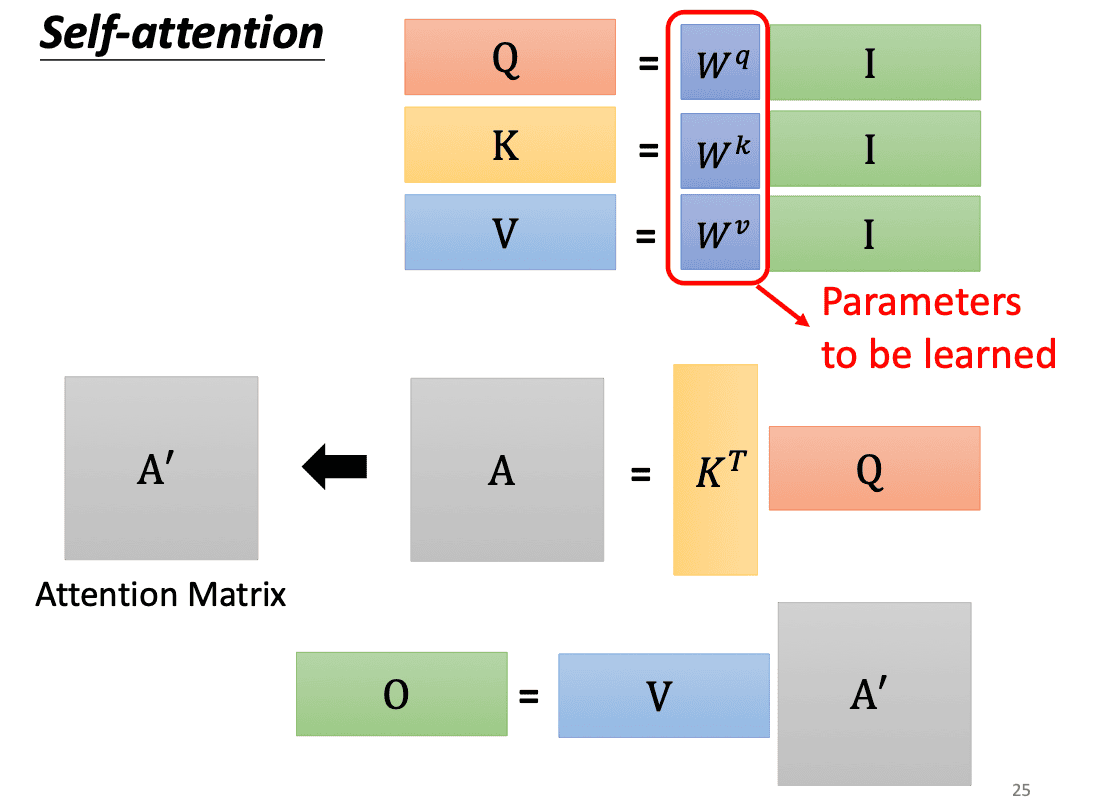 Self-attention
Q = W^q I
K = W^k I
V = W^v I
Parameters
to be learned
A′ A = K^T Q
Attention Matrix
O = V A′
25